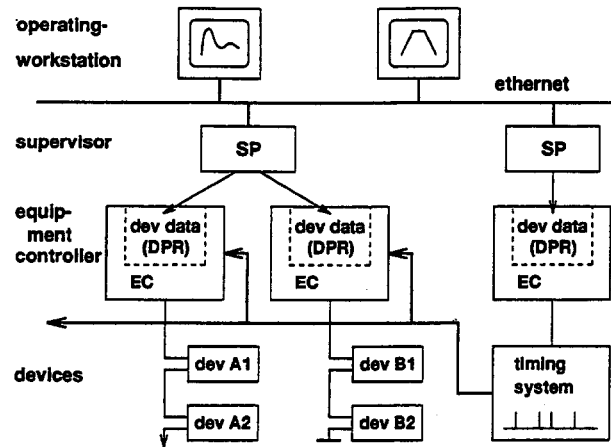 operating-
workstation
ethernet
supervisor
SP
SP
equip-
ment
controller
dev data
(DPR)
EC
dev data
(DPR)
EC
dev data
(DPR)
EC
devices
dev A1
dev A2
dev B1
dev B2
timing
system